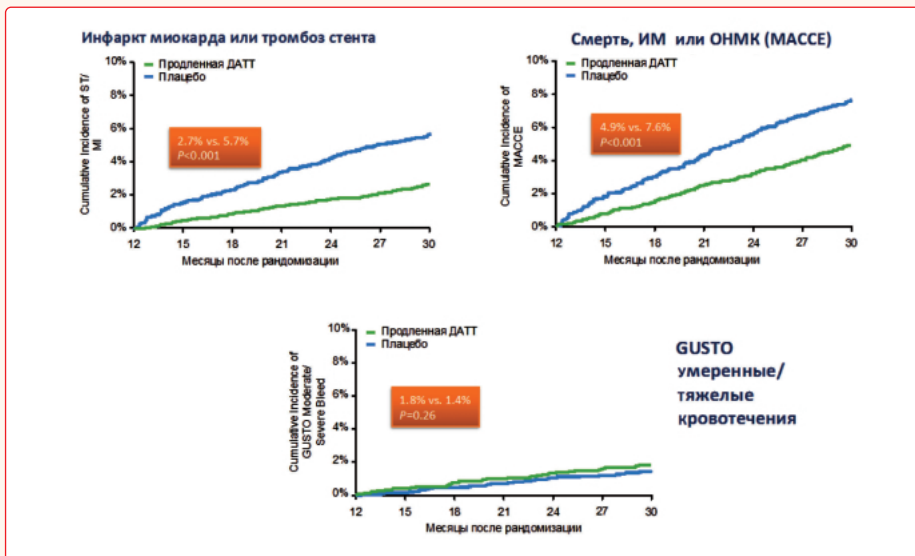 Инфаркт миокарда или тромбоз стента
Продленная ДАТТ
Плацебо
10%
8%
6%
4%
2%
0%
Cumulative Incidence of ST/
MI
2.7% vs. 5.7%
P<0.001
12 15 18 21 24 27 30
Месяцы после рандомизации
Смерть, ИМ или ОНМК (MACCE)
Продленная ДАТТ
Плацебо
10%
8%
6%
4%
2%
0%
Cumulative Incidence of
MACCE
4.9% vs. 7.6%
P<0.001
12 15 18 21 24 27 30
Месяцы после рандомизации
Продленная ДАТТ
Плацебо
10%
8%
6%
4%
2%
0%
Cumulative Incidence of
GUSTO Moderate/
Severe Bleed
1.8% vs. 1.4%
P=0.26
12 15 18 21 24 27 30
Месяцы после рандомизации
GUSTO
умеренные/
тяжелые
кровотечения